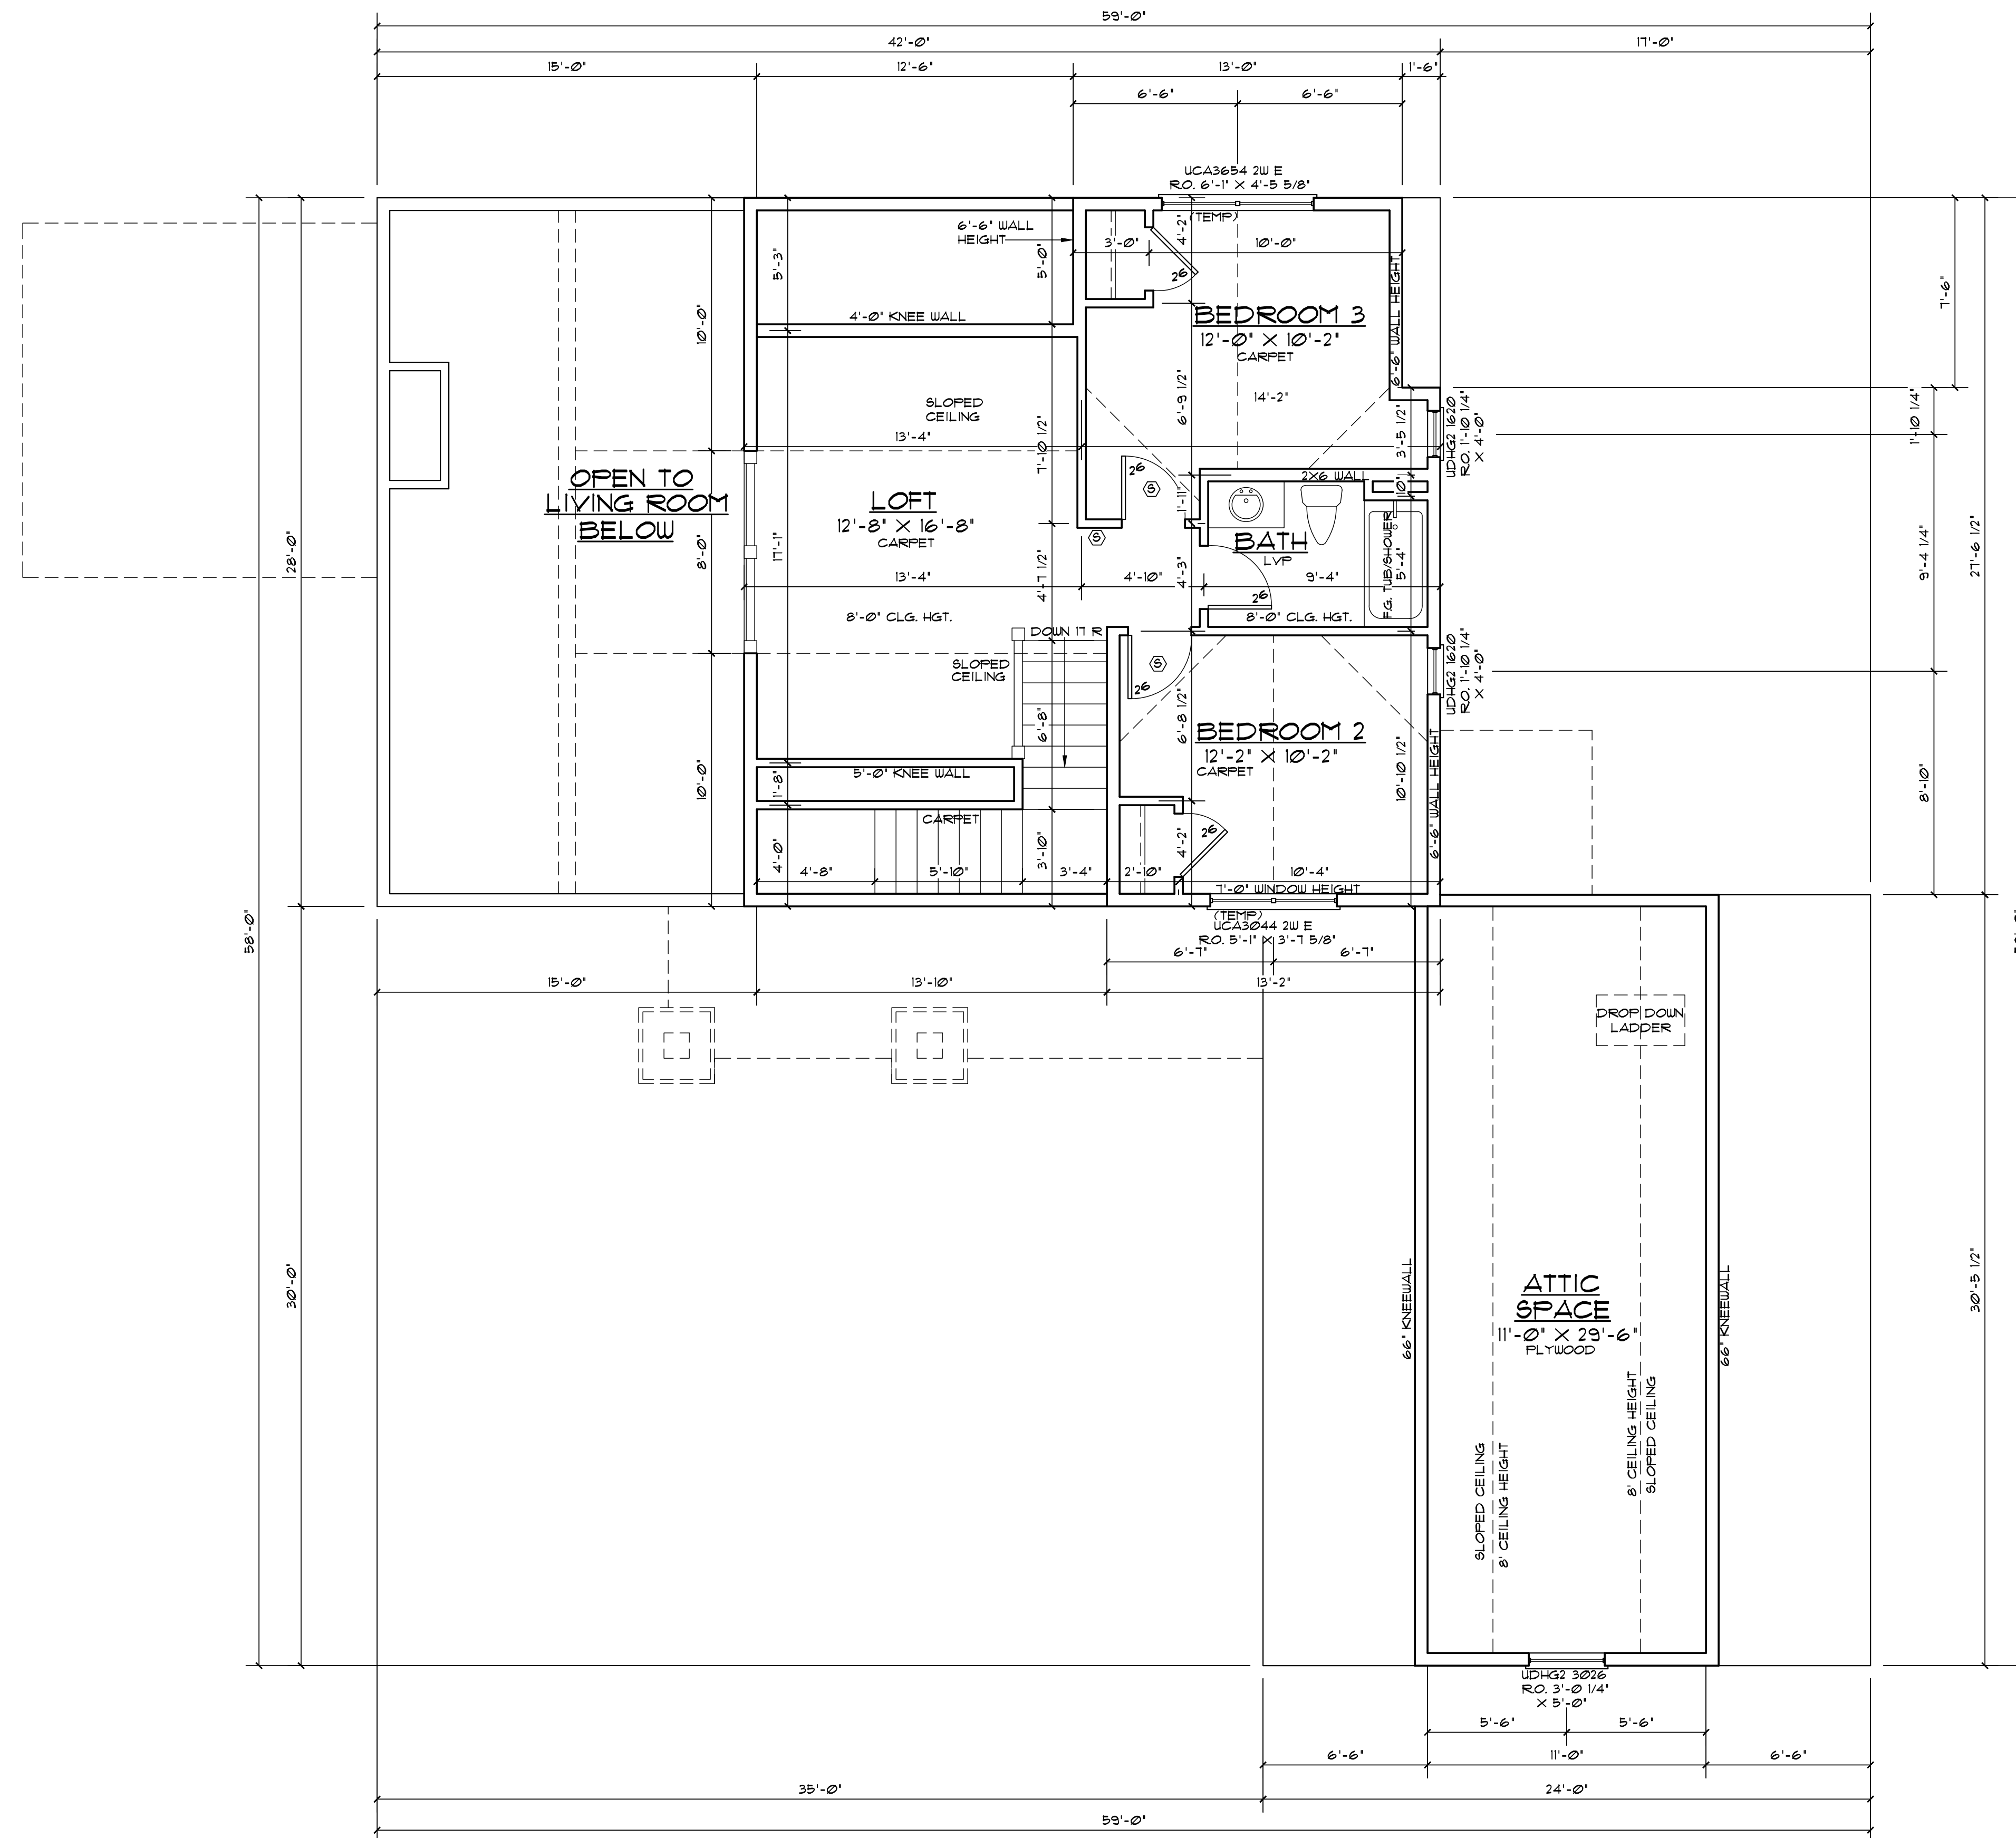 59'-0"
42'-0"
17'-0"
15'-0"
12'-6"
13'-0"
1'-6"
6'-6"
6'-6"
UCA3654 2W E
R.O. 6'-1" X 4'-5 5/8"
(TEMP)
6'-6" WALL
HEIGHT
3'-0"
4'-2"
10'-0"
26
5'-3"
5'-0"
10'-0"
4'-0" KNEE WALL
BEDROOM 3
12'-0" X 10'-2"
CARPET
14'-2"
6'-6" WALL HEIGHT
7'-6"
SLOPED
CEILING
13'-4"
7'-10 1/2"
6'-9 1/2"
3'-5 1/2"
UDHG2 1620
R.O. 1'-10 1/4"
X 4'-0"
1'-10 1/4"
OPEN TO
LIVING ROOM
BELOW
LOFT
12'-8" X 16'-8"
CARPET
26
S
S
1'-11"
2X6 WALL
10"
BATH
LVP
F.G. TUB/SHOWER
5'-4"
28'-0"
8'-0"
17'-1"
13'-4"
4'-7 1/2"
4'-10"
4'-3"
9'-4"
26
9'-4 1/4"
27'-6 1/2"
8'-0" CLG. HGT.
8'-0" CLG. HGT.
DOWN 17 R
SLOPED
CEILING
S
26
UDHG2 1620
R.O. 1'-10 1/4"
X 4'-0"
6'-8"
6'-8 1/2"
BEDROOM 2
12'-2" X 10'-2"
CARPET
10'-10 1/2"
6'-6" WALL HEIGHT
8'-10"
10'-0"
1'-8"
5'-0" KNEE WALL
CARPET
4'-0"
4'-8"
5'-10"
3'-10"
3'-4"
2'-10"
4'-2"
26
10'-4"
7'-0" WINDOW HEIGHT
58'-0"
(TEMP)
UCA3044 2W E
R.O. 5'-1" X 3'-7 5/8"
6'-7"
6'-7"
15'-0"
13'-10"
13'-2"
DROP DOWN
LADDER
30'-0"
66" KNEEWALL
ATTIC
SPACE
11'-0" X 29'-6"
PLYWOOD
66" KNEEWALL
30'-5 1/2"
8' CEILING HEIGHT
SLOPED CEILING
SLOPED CEILING
8' CEILING HEIGHT
UDHG2 3026
R.O. 3'-0 1/4"
X 5'-0"
5'-6"
5'-6"
6'-6"
11'-0"
6'-6"
35'-0"
24'-0"
59'-0"